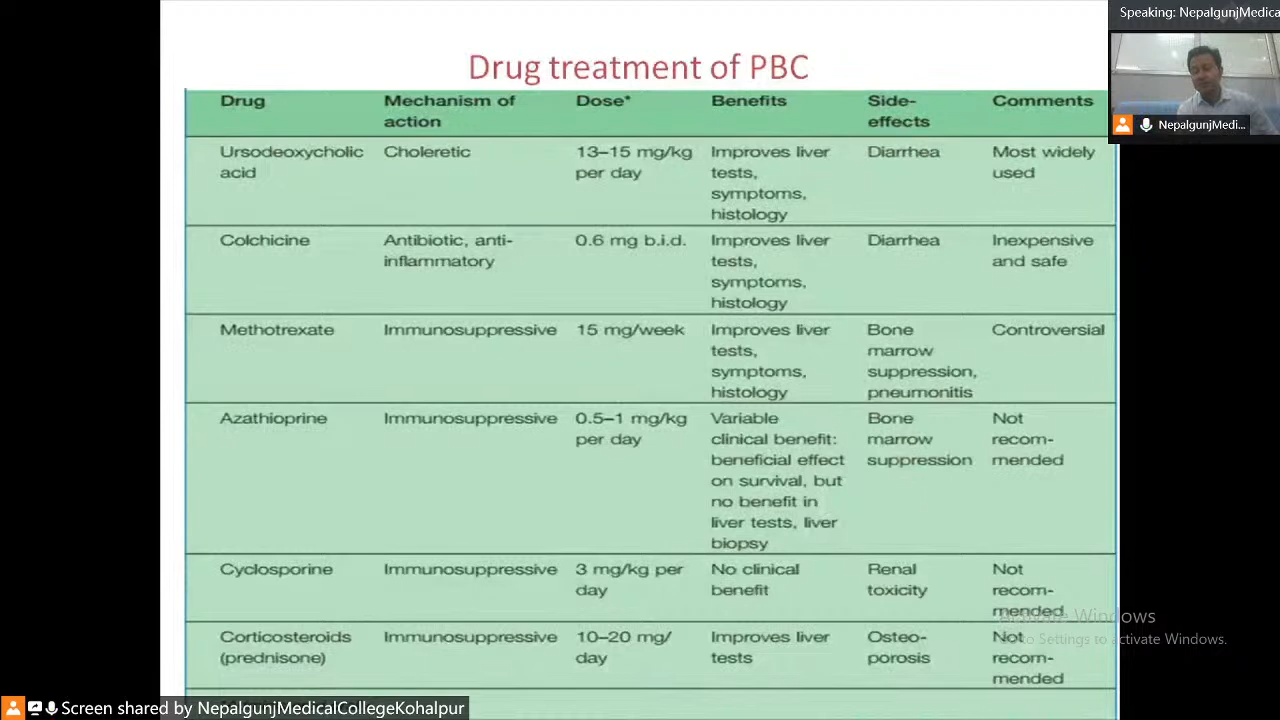 Speaking: NepalgunjMedica
NepalgunjMedi...
Drug treatment of PBC
Drug Mechanism of action Dose* Benefits Side-effects Comments
Ursodeoxycholic acid Choleretic 13–15 mg/kg per day Improves liver tests, symptoms, histology Diarrhea Most widely used
Colchicine Antibiotic, anti-inflammatory 0.6 mg b.i.d. Improves liver tests, symptoms, histology Diarrhea Inexpensive and safe
Methotrexate Immunosuppressive 15 mg/week Improves liver tests, symptoms, histology Bone marrow suppression, pneumonitis Controversial
Azathioprine Immunosuppressive 0.5–1 mg/kg per day Variable clinical benefit: beneficial effect on survival, but no benefit in liver tests, liver biopsy Bone marrow suppression Not recom-mended
Cyclosporine Immunosuppressive 3 mg/kg per day No clinical benefit Renal toxicity Not recom-mended
Corticosteroids (prednisone) Immunosuppressive 10–20 mg/day Improves liver tests Osteo-porosis Not recom-mended
Windows
to Settings to activate Windows.
Screen shared by NepalgunjMedicalCollegeKohalpur